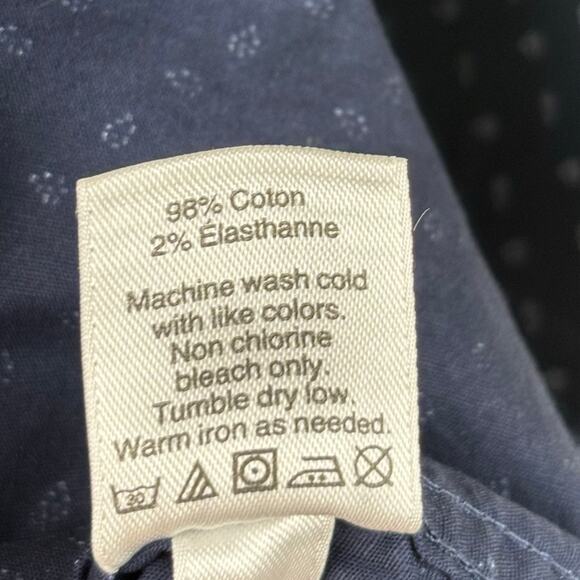 98% Coton
2% Élasthanne
Machine wash cold
with like colors.
Non chlorine
bleach only.
Tumble dry low.
Warm iron as needed.
30